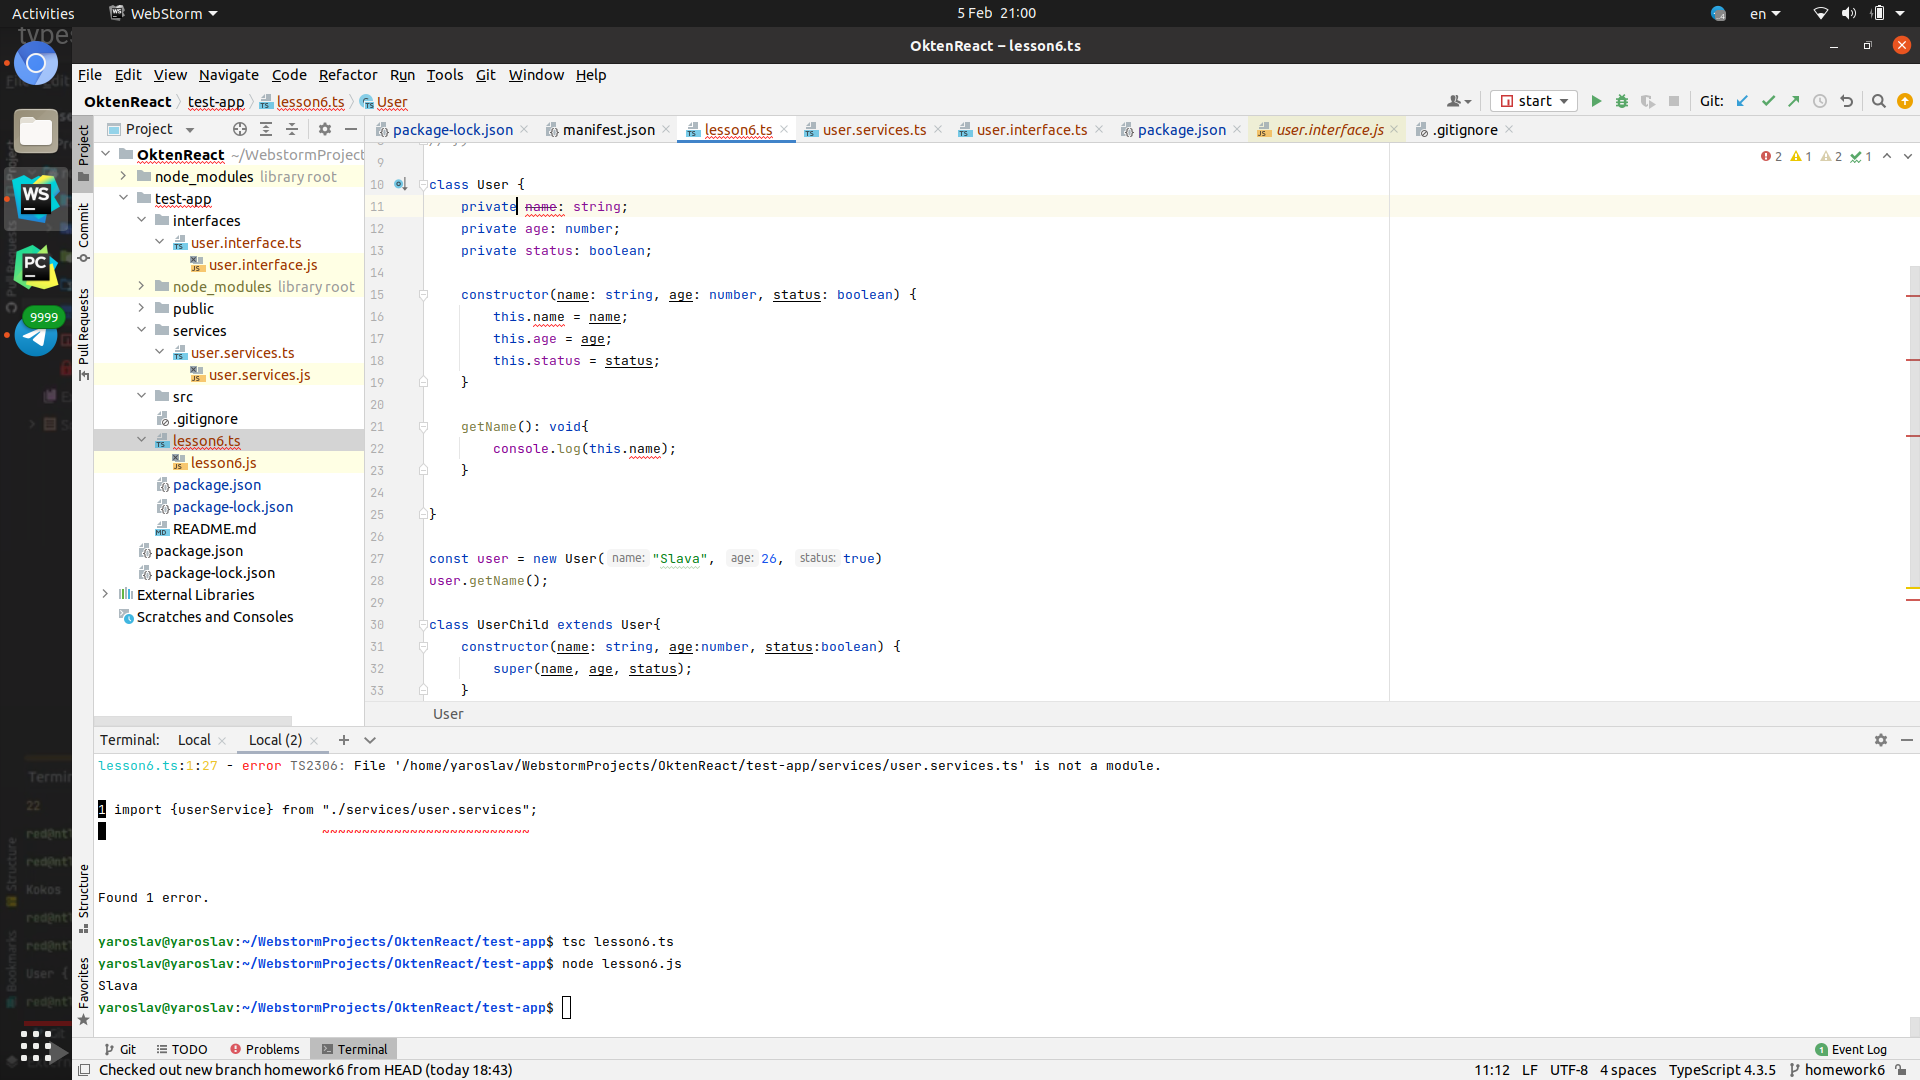 Activities
WebStorm
5 Feb 21:00
en
OktenReact – lesson6.ts
File Edit View Navigate Code Refactor Run Tools Git Window Help
OktenReact test-app lesson6.ts User
start
Git:
Project
package-lock.json
manifest.json
lesson6.ts
user.services.ts
user.interface.ts
package.json
user.interface.js
.gitignore
Project
Commit
Pull Requests
Structure
Favorites
OktenReact ~/WebstormProject
node_modules library root
test-app
interfaces
user.interface.ts
user.interface.js
node_modules library root
public
services
user.services.ts
user.services.js
src
.gitignore
lesson6.ts
lesson6.js
package.json
package-lock.json
README.md
package.json
package-lock.json
External Libraries
Scratches and Consoles
2 1 2 1
9
10 class User {
11 private name: string;
12 private age: number;
13 private status: boolean;
14
15 constructor(name: string, age: number, status: boolean) {
16 this.name = name;
17 this.age = age;
18 this.status = status;
19 }
20
21 getName(): void{
22 console.log(this.name);
23 }
24
25 }
26
27 const user = new User( name: "Slava", age: 26, status: true)
28 user.getName();
29
30 class UserChild extends User{
31 constructor(name: string, age:number, status:boolean) {
32 super(name, age, status);
33 }
User
Terminal: Local Local (2)
lesson6.ts:1:27 - error TS2306: File '/home/yaroslav/WebstormProjects/OktenReact/test-app/services/user.services.ts' is not a module.
1 import {userService} from "./services/user.services";
~~~~~~~~~~~~~~~~~~~~~~~~~~
Found 1 error.
yaroslav@yaroslav:~/WebstormProjects/OktenReact/test-app$ tsc lesson6.ts
yaroslav@yaroslav:~/WebstormProjects/OktenReact/test-app$ node lesson6.js
Slava
yaroslav@yaroslav:~/WebstormProjects/OktenReact/test-app$
Git TODO Problems Terminal
1 Event Log
Checked out new branch homework6 from HEAD (today 18:43)
11:12 LF UTF-8 4 spaces TypeScript 4.3.5 homework6
WS
PC
9999
types
Termin
22
Kokos
User {
Structure
Bookmarks